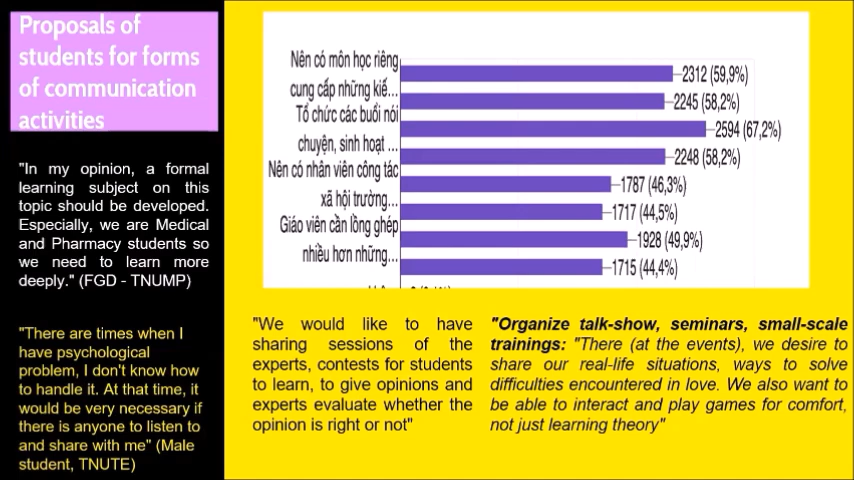 Proposals of
students for forms
of communication
activities
"In my opinion, a formal
learning subject on this
topic should be developed.
Especially, we are Medical
and Pharmacy students so
we need to learn more
deeply." (FGD - TNUMP)
"There are times when I
have psychological
problem, I don't know how
to handle it. At that time, it
would be very necessary if
there is anyone to listen to
and share with me" (Male
student, TNUTE)
Nên có môn học riêng
cung cấp những kiế...
Tổ chức các buổi nói
chuyện, sinh hoạt ...
Nên có nhân viên công tác
xã hội trường...
Giáo viên cần lồng ghép
nhiều hơn những...
2312 (59,9%)
2245 (58,2%)
2594 (67,2%)
2248 (58,2%)
1787 (46,3%)
1717 (44,5%)
1928 (49,9%)
1715 (44,4%)
"We would like to have
sharing sessions of the
experts, contests for students
to learn, to give opinions and
experts evaluate whether the
opinion is right or not"
"Organize talk-show, seminars, small-scale
trainings: "There (at the events), we desire to
share our real-life situations, ways to solve
difficulties encountered in love. We also want to
be able to interact and play games for comfort,
not just learning theory"